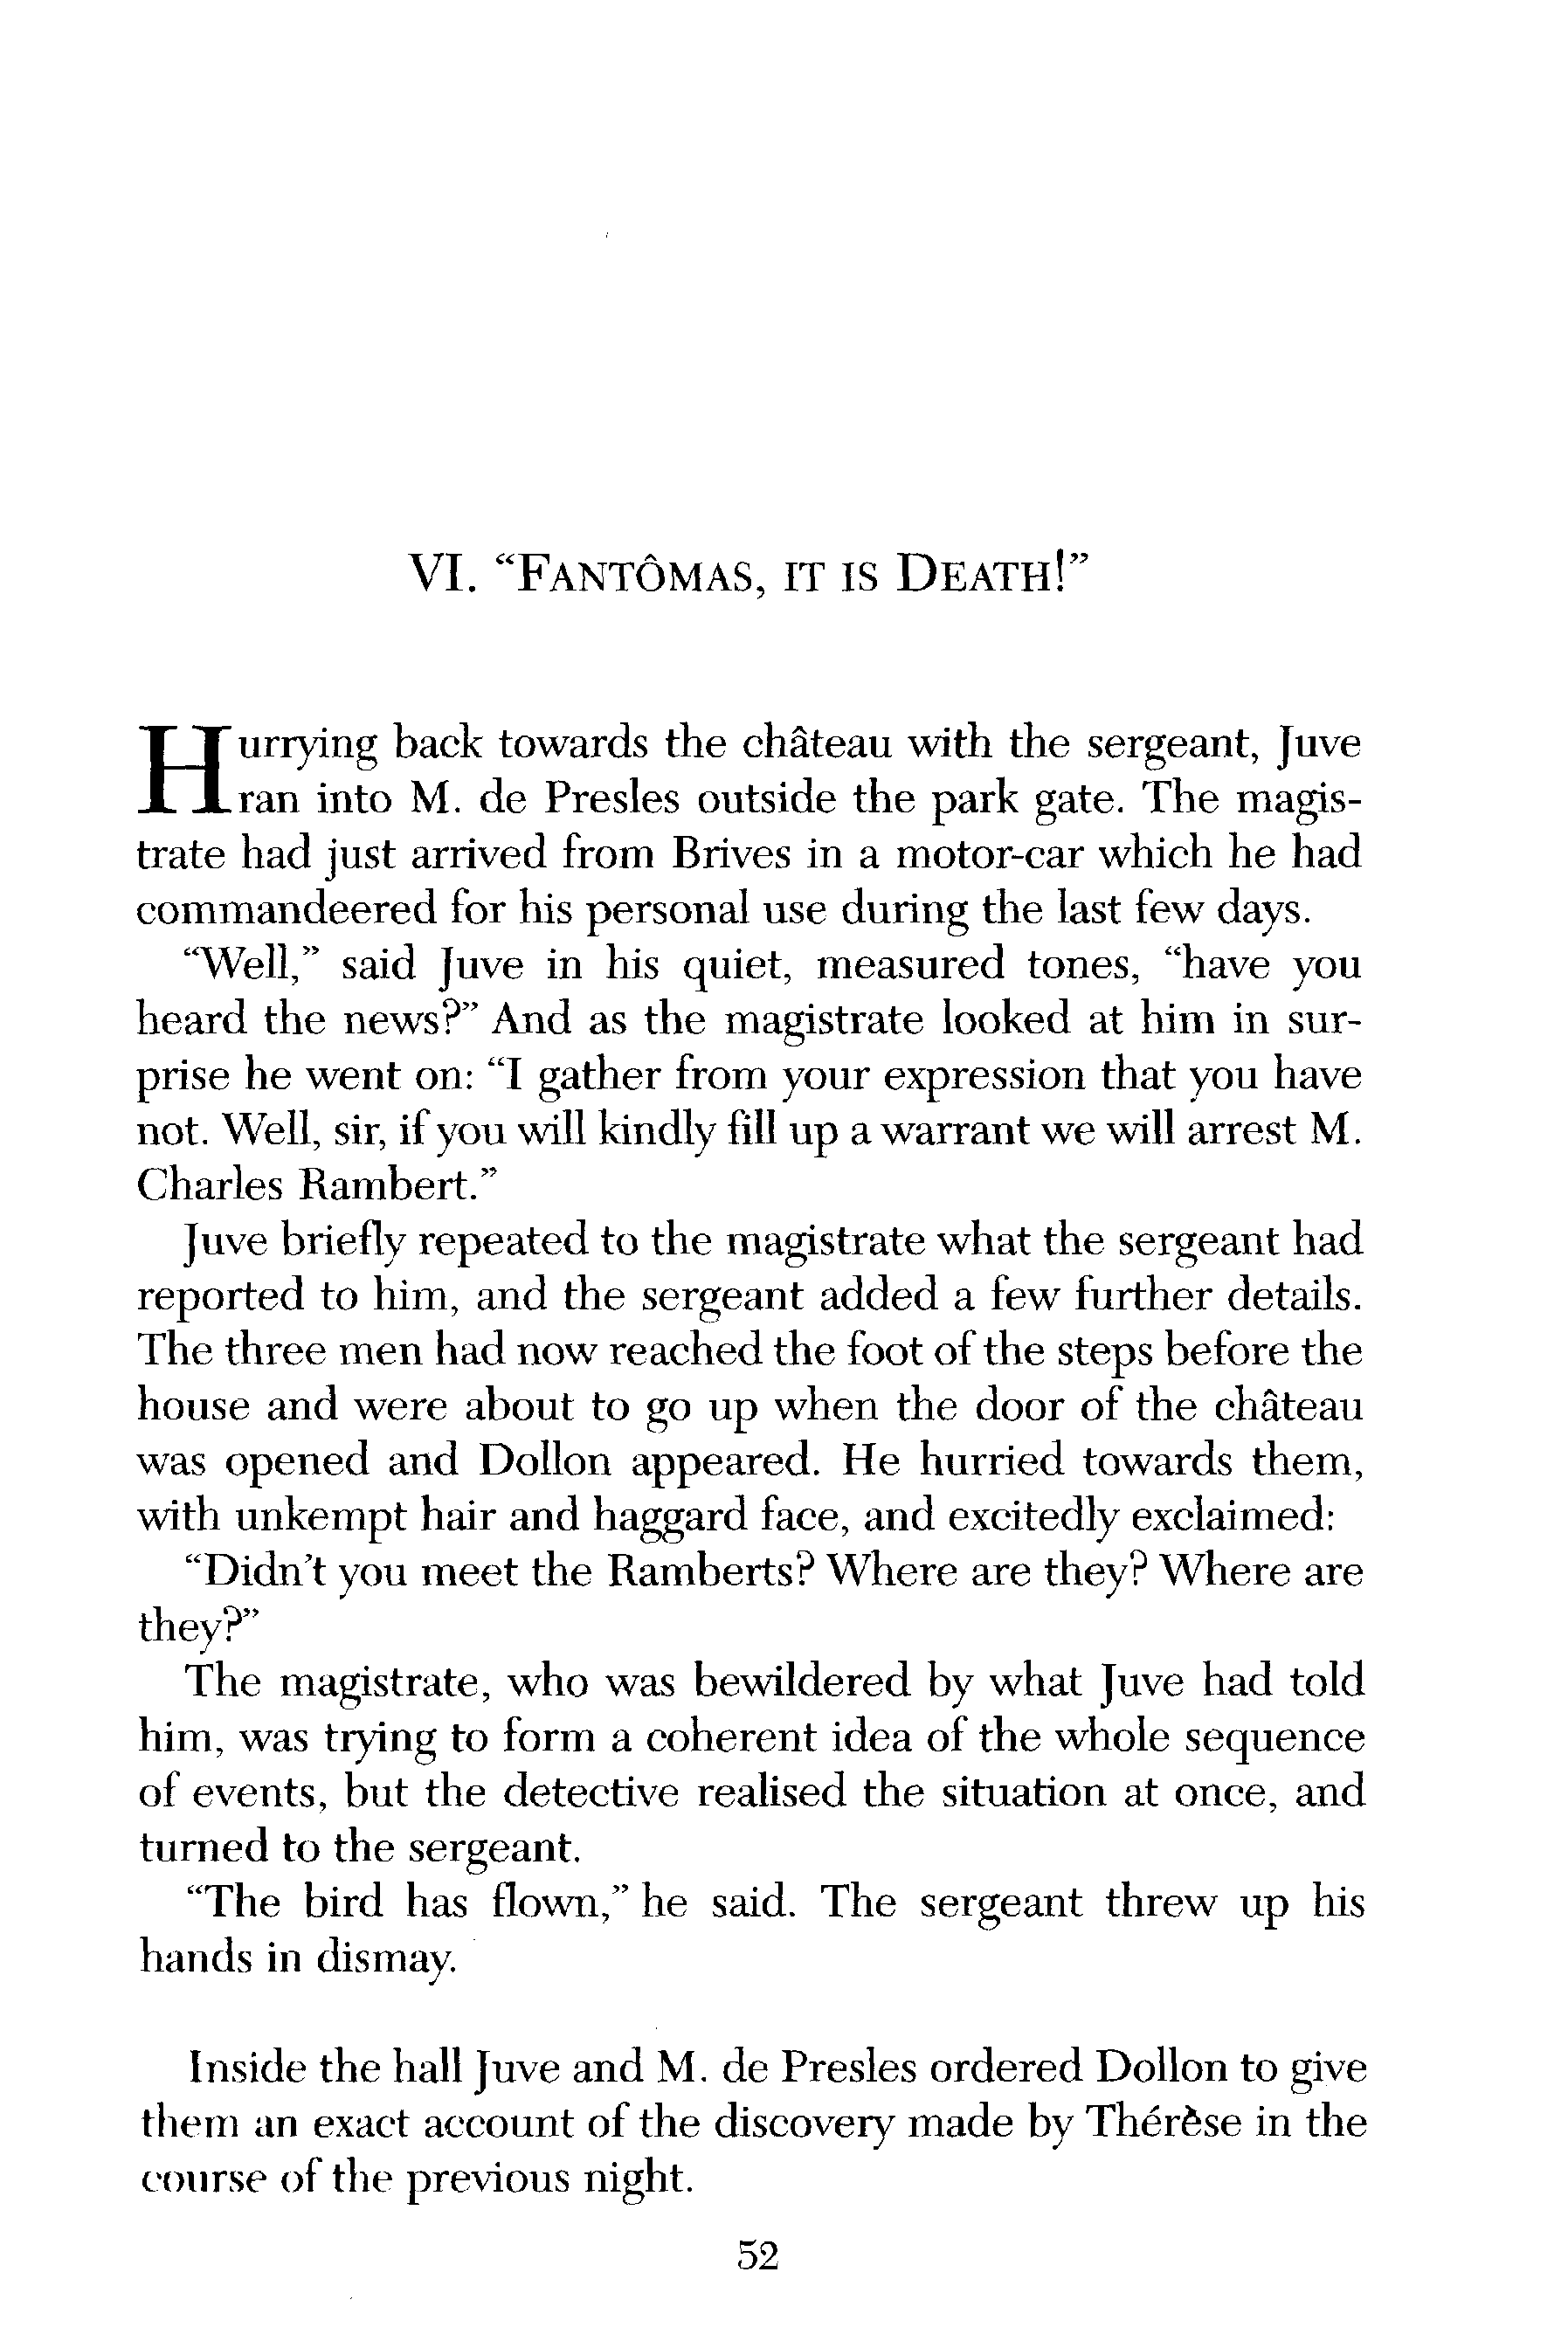 VI. “FANTÔMAS, IT IS DEATH!”
Hurrying back towards the château with the sergeant, Juve
ran into M. de Presles outside the park gate. The magis-
trate had just arrived from Brives in a motor-car which he had
commandeered for his personal use during the last few days.
“Well,” said Juve in his quiet, measured tones, “have you
heard the news?” And as the magistrate looked at him in sur-
prise he went on: “I gather from your expression that you have
not. Well, sir, if you will kindly fill up a warrant we will arrest M.
Charles Rambert.”
Juve briefly repeated to the magistrate what the sergeant had
reported to him, and the sergeant added a few further details.
The three men had now reached the foot of the steps before the
house and were about to go up when the door of the château
was opened and Dollon appeared. He hurried towards them,
with unkempt hair and haggard face, and excitedly exclaimed:
“Didn’t you meet the Ramberts? Where are they? Where are
they?”
The magistrate, who was bewildered by what Juve had told
him, was trying to form a coherent idea of the whole sequence
of events, but the detective realised the situation at once, and
turned to the sergeant.
“The bird has flown,” he said. The sergeant threw up his
hands in dismay.
Inside the hall Juve and M. de Presles ordered Dollon to give
them an exact account of the discovery made by Thérèse in the
course of the previous night.
52